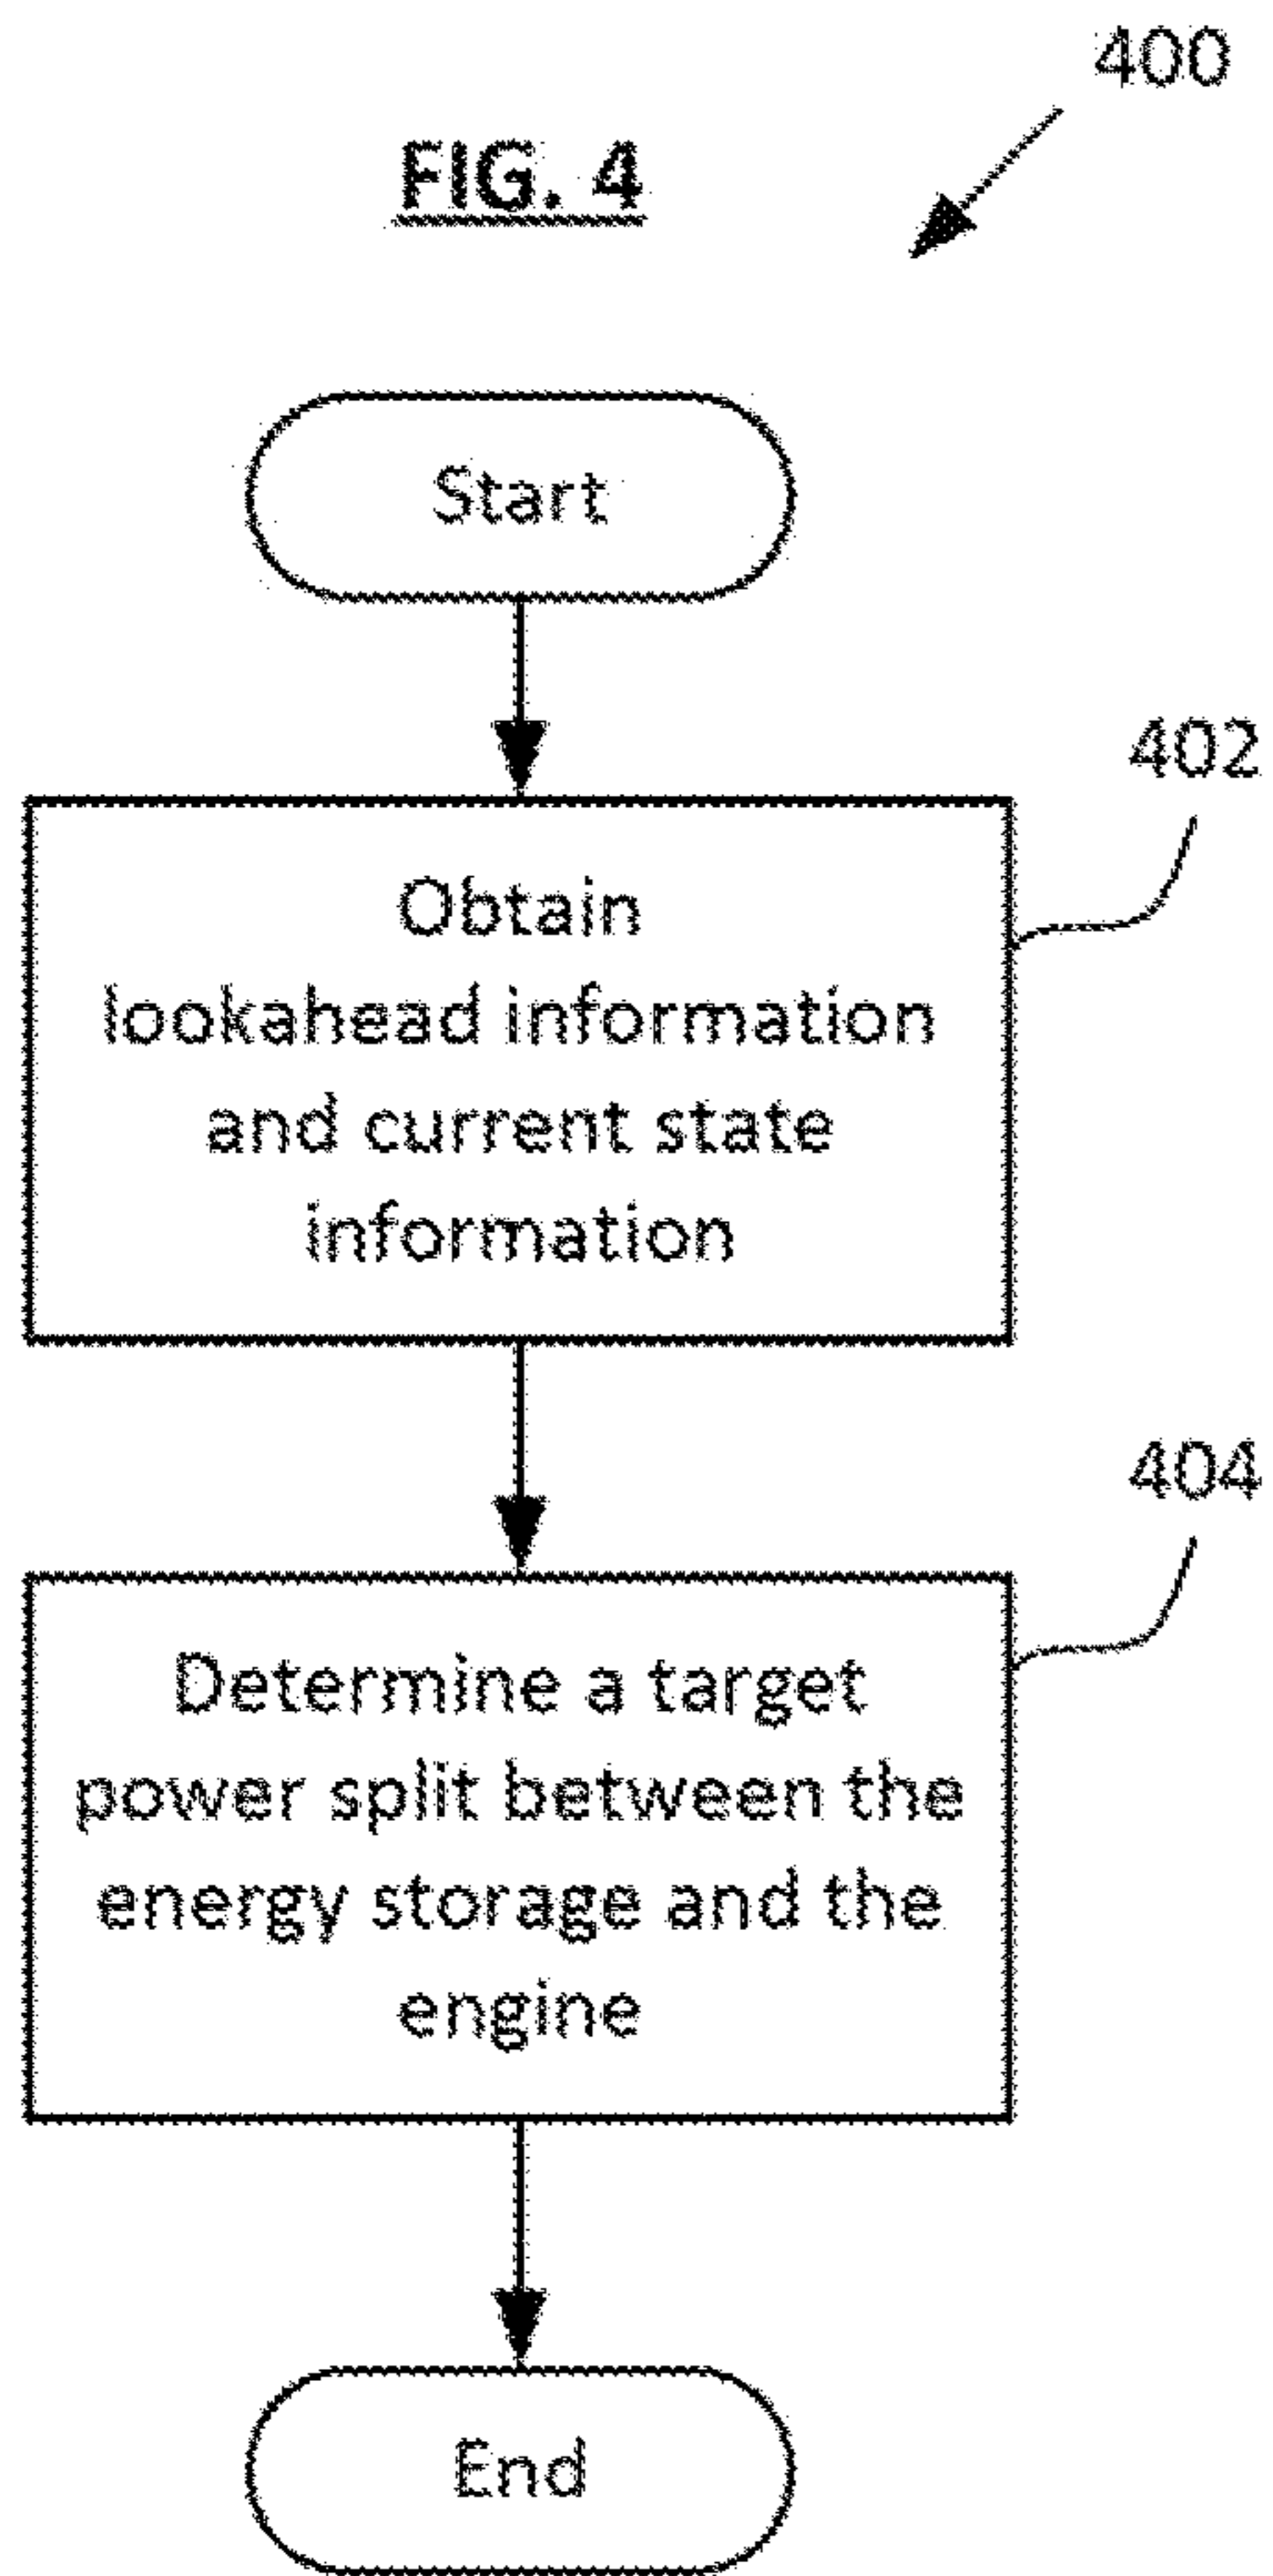 400
FIG. 4
Start
402
Obtain
lookahead information
and current state
information
404
Determine a target
power split between the
energy storage and the
engine
End